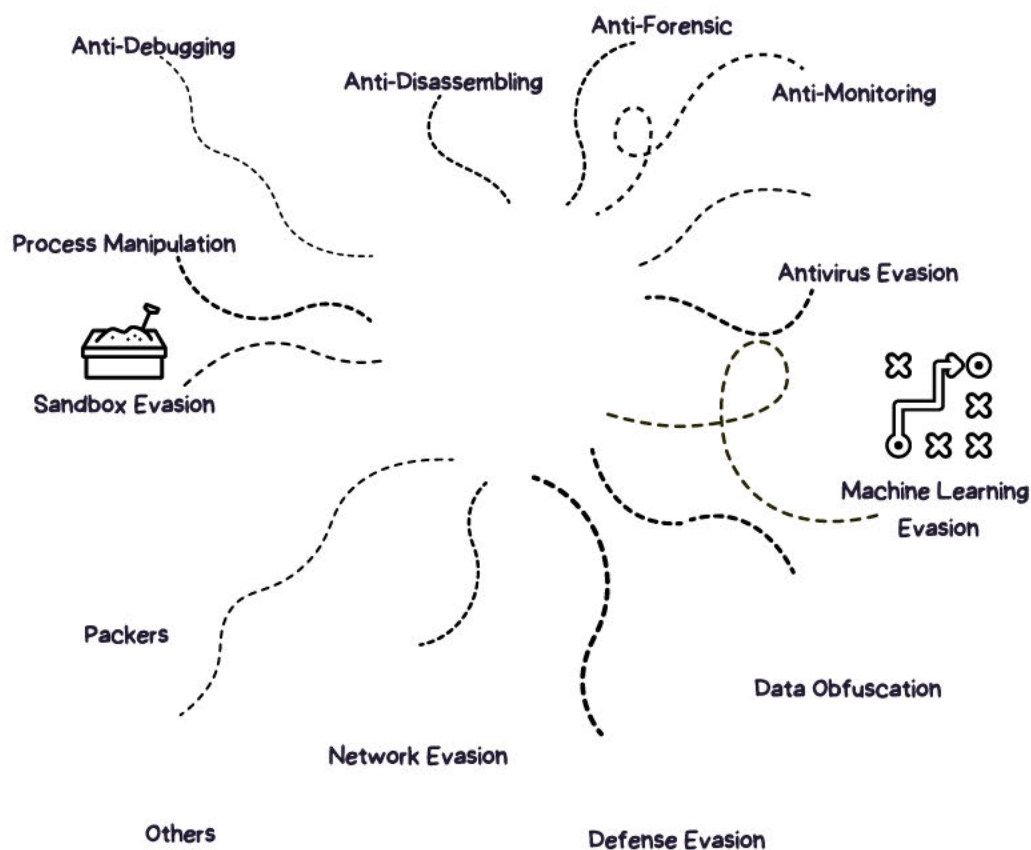 Anti-Forensic
Anti-Debugging
Anti-Disassembling
Anti-Monitoring
Process Manipulation
Antivirus Evasion
Sandbox Evasion
Machine Learning
Evasion
Packers
Data Obfuscation
Network Evasion
Others
Defense Evasion